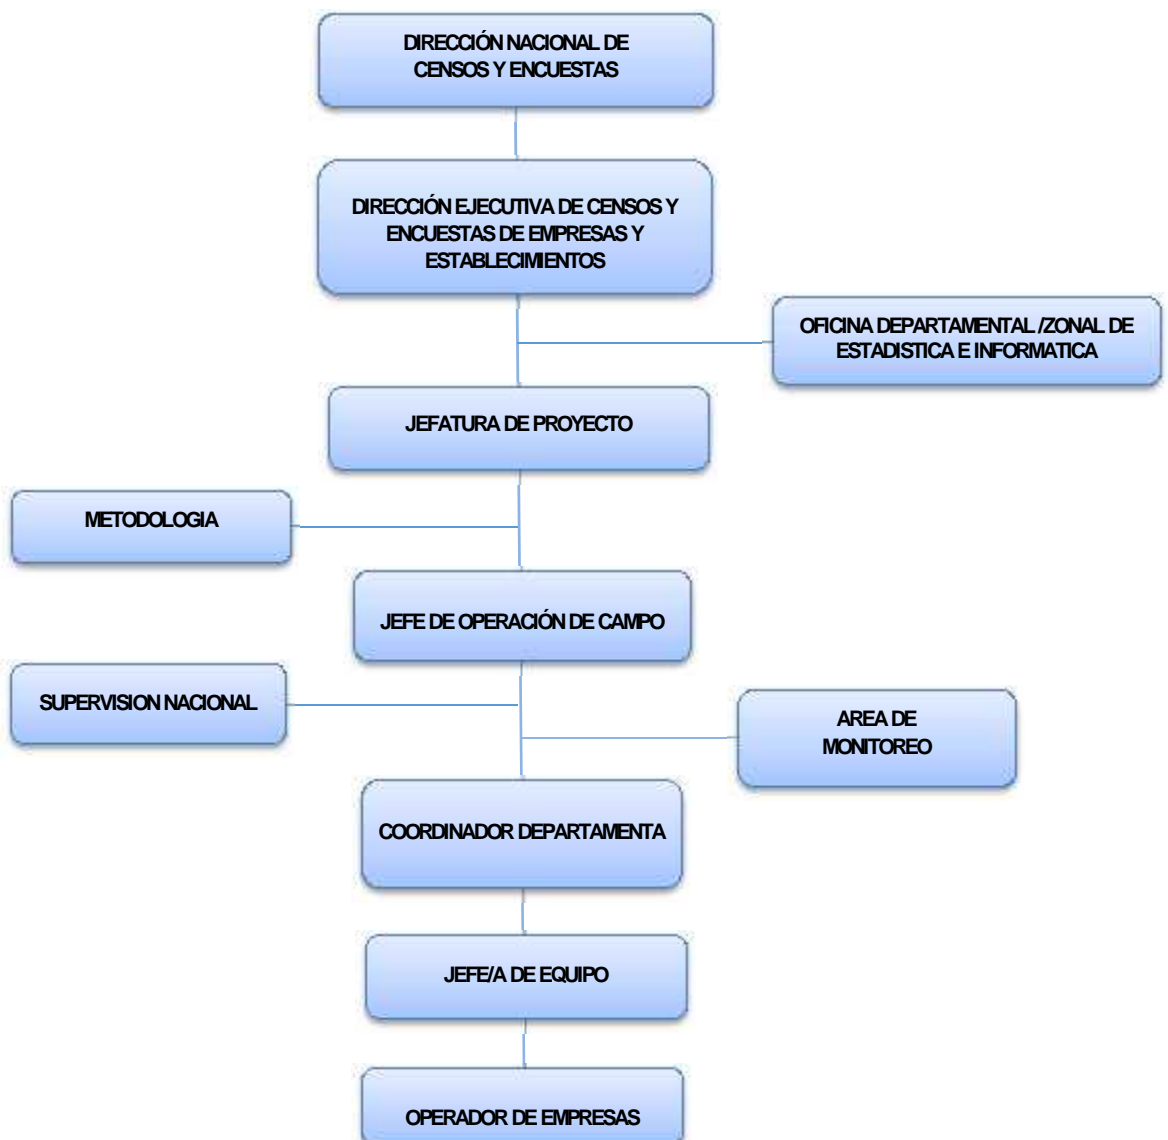 DIRECCIÓN NACIONAL DE
CENSOS Y ENCUESTAS
DIRECCIÓN EJECUTIVA DE CENSOS Y
ENCUESTAS DE EMPRESAS Y
ESTABLECIMIENTOS
OFICINA DEPARTAMENTAL /ZONAL DE
ESTADISTICA E INFORMATICA
JEFATURA DE PROYECTO
METODOLOGIA
JEFE DE OPERACIÓN DE CAMPO
SUPERVISION NACIONAL
AREA DE
MONITOREO
COORDINADOR DEPARTAMENTA
JEFE/A DE EQUIPO
OPERADOR DE EMPRESAS